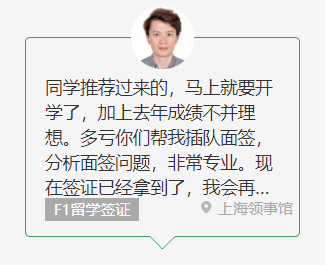 同学推荐过来的，马上就要开
学了，加上去年成绩不并理
想。多亏你们帮我插队面签，
分析面签问题，非常专业。现
在签证已经拿到了，我会再...
F1留学签证 上海领事馆